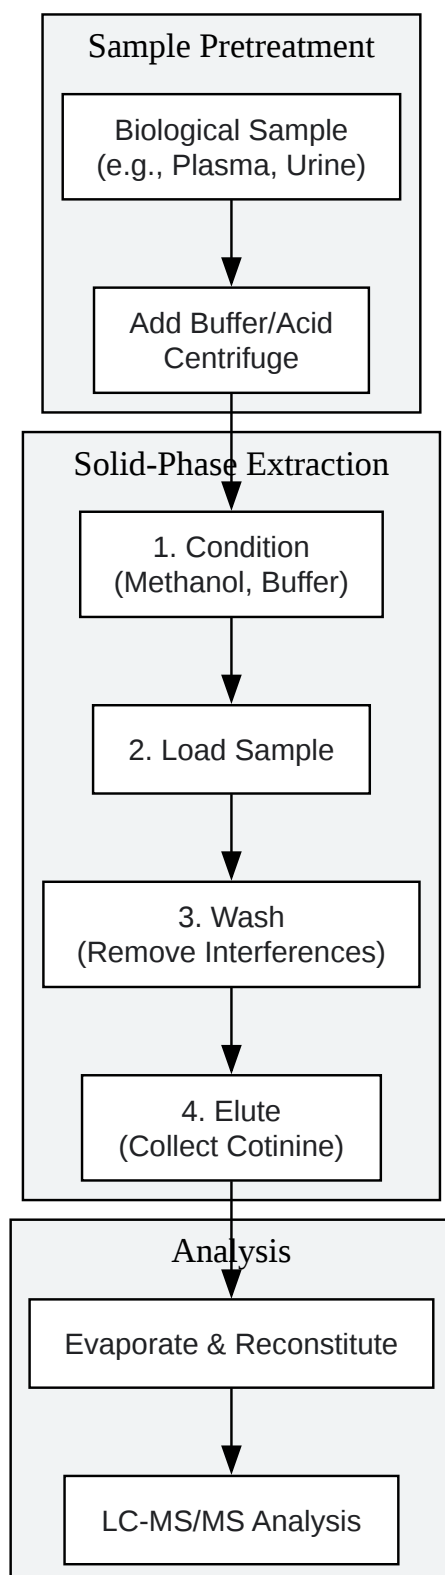 Sample Pretreatment
Biological Sample
(e.g., Plasma, Urine)
Add Buffer/Acid
Centrifuge
Solid-Phase Extraction
1. Condition
(Methanol, Buffer)
2. Load Sample
3. Wash
(Remove Interferences)
4. Elute
(Collect Cotinine)
Analysis
Evaporate & Reconstitute
LC-MS/MS Analysis